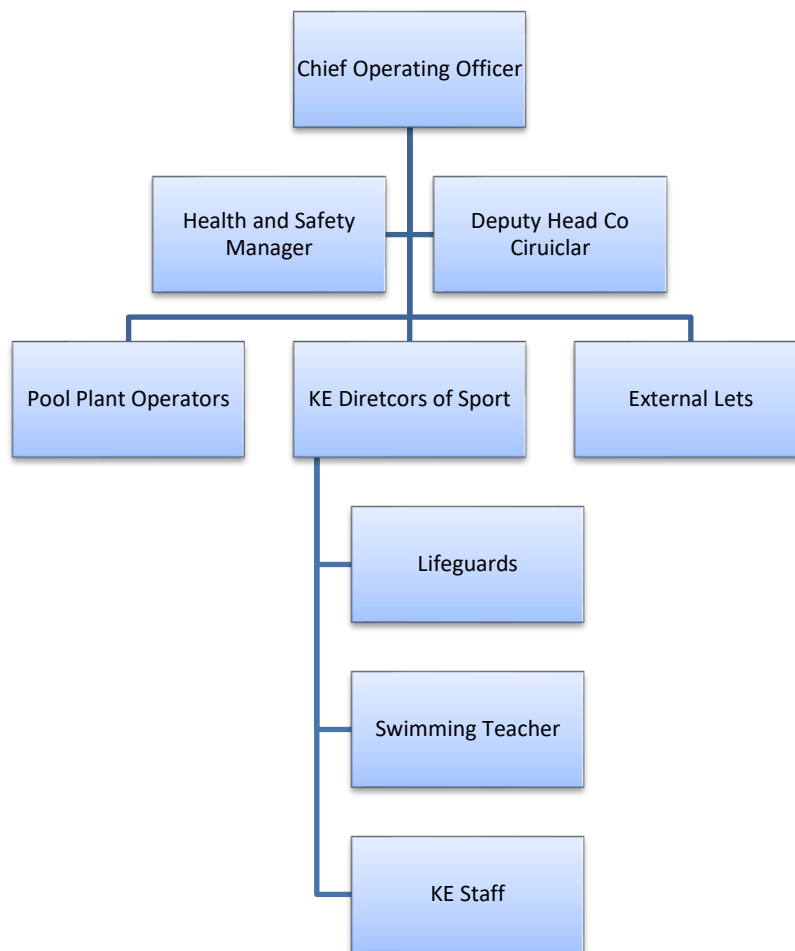 Chief Operating Officer
Health and Safety
Manager
Deputy Head Co
Ciruiclar
Pool Plant Operators
KE Diretcors of Sport
External Lets
Lifeguards
Swimming Teacher
KE Staff